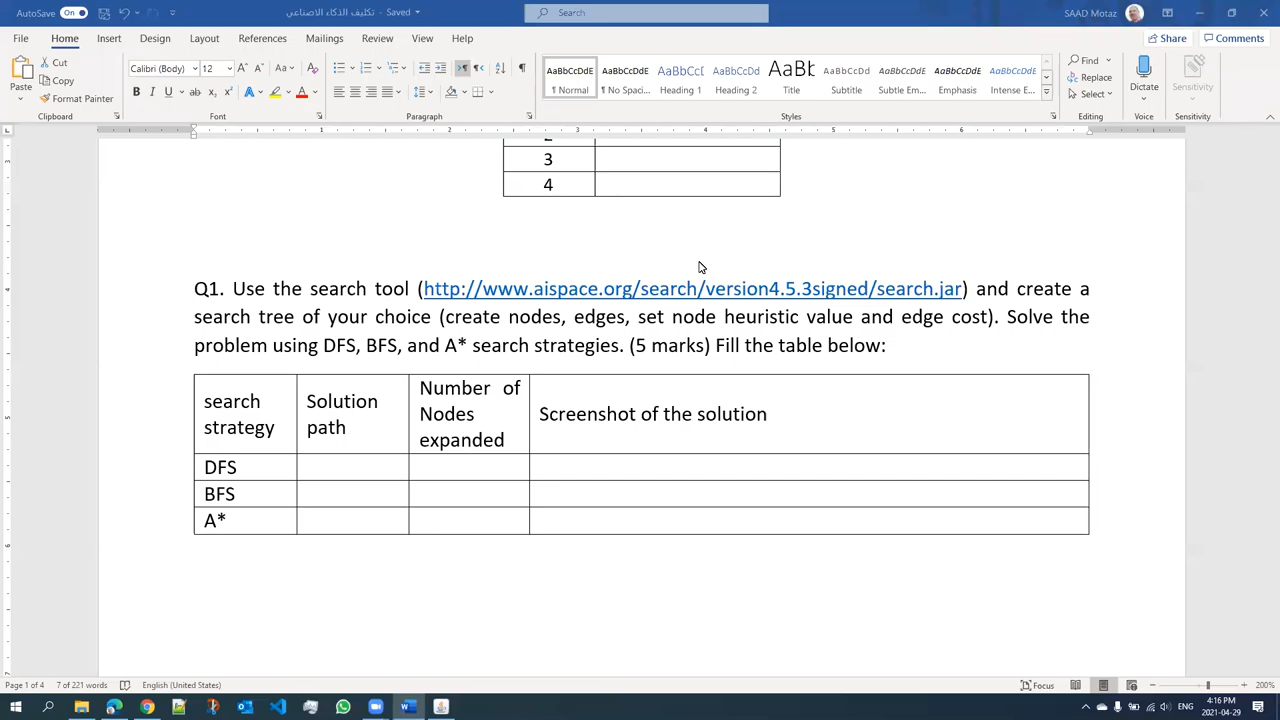 AutoSave On تكليف الذكاء الاصناعي - Saved Search SAAD Motaz
File Home Insert Design Layout References Mailings Review View Help Share Comments
Paste Cut Copy Format Painter
Calibri (Body) 12
Aa
AaBbCcDdE AaBbCcDdE AaBbCcDdE AaBbCcDdE AaBb AaBbCcDdE AaBbCcDdE AaBbCcDdE AaBbCcDdE
¶ Normal ¶ No Spaci... Heading 1 Heading 2 Title Subtitle Subtle Em... Emphasis Intense E...
Find Replace Select Dictate Sensitivity
Clipboard Font Paragraph Styles Editing Voice Sensitivity
3
4
Q1. Use the search tool (http://www.aispace.org/search/version4.5.3signed/search.jar) and create a
search tree of your choice (create nodes, edges, set node heuristic value and edge cost). Solve the
problem using DFS, BFS, and A* search strategies. (5 marks) Fill the table below:
search strategy
Solution path
Number of Nodes expanded
Screenshot of the solution
DFS
BFS
A*
Page 1 of 4 7 of 221 words English (United States) Focus 200%
ENG 4:16 PM
2021-04-29